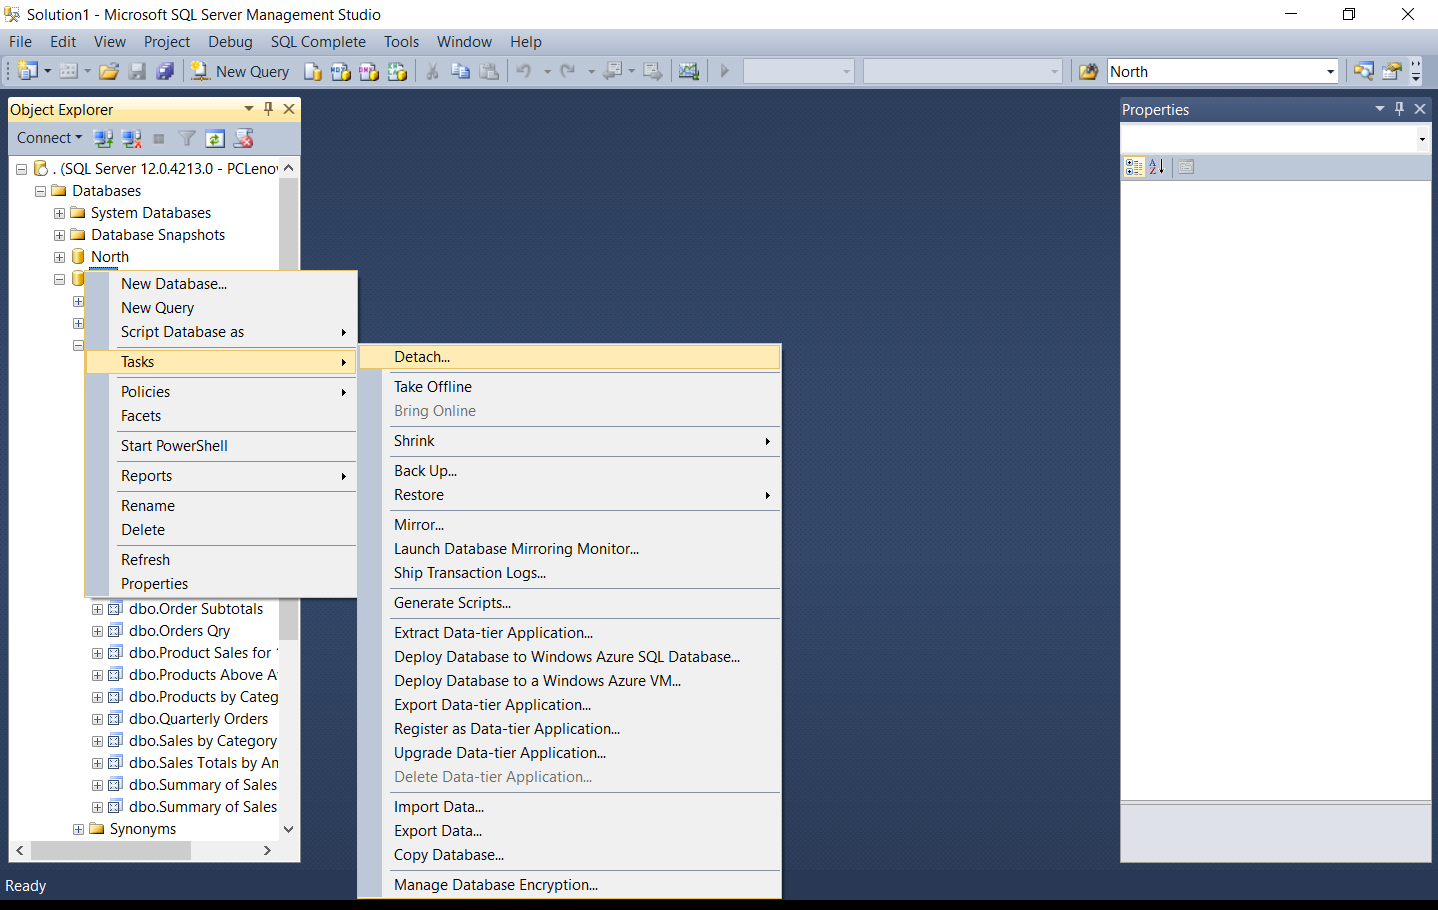 Solution1 - Microsoft SQL Server Management Studio
File Edit View Project Debug SQL Complete Tools Window Help
New Query North
Object Explorer
Connect
. (SQL Server 12.0.4213.0 - PCLeno
Databases
System Databases
Database Snapshots
North
New Database...
New Query
Script Database as
Tasks
Policies
Facets
Start PowerShell
Reports
Rename
Delete
Refresh
Properties
Detach...
Take Offline
Bring Online
Shrink
Back Up...
Restore
Mirror...
Launch Database Mirroring Monitor...
Ship Transaction Logs...
Generate Scripts...
Extract Data-tier Application...
Deploy Database to Windows Azure SQL Database...
Deploy Database to a Windows Azure VM...
Export Data-tier Application...
Register as Data-tier Application...
Upgrade Data-tier Application...
Delete Data-tier Application...
Import Data...
Export Data...
Copy Database...
Manage Database Encryption...
dbo.Order Subtotals
dbo.Orders Qry
dbo.Product Sales for
dbo.Products Above A
dbo.Products by Categ
dbo.Quarterly Orders
dbo.Sales by Category
dbo.Sales Totals by Am
dbo.Summary of Sales
dbo.Summary of Sales
Synonyms
Properties
Ready